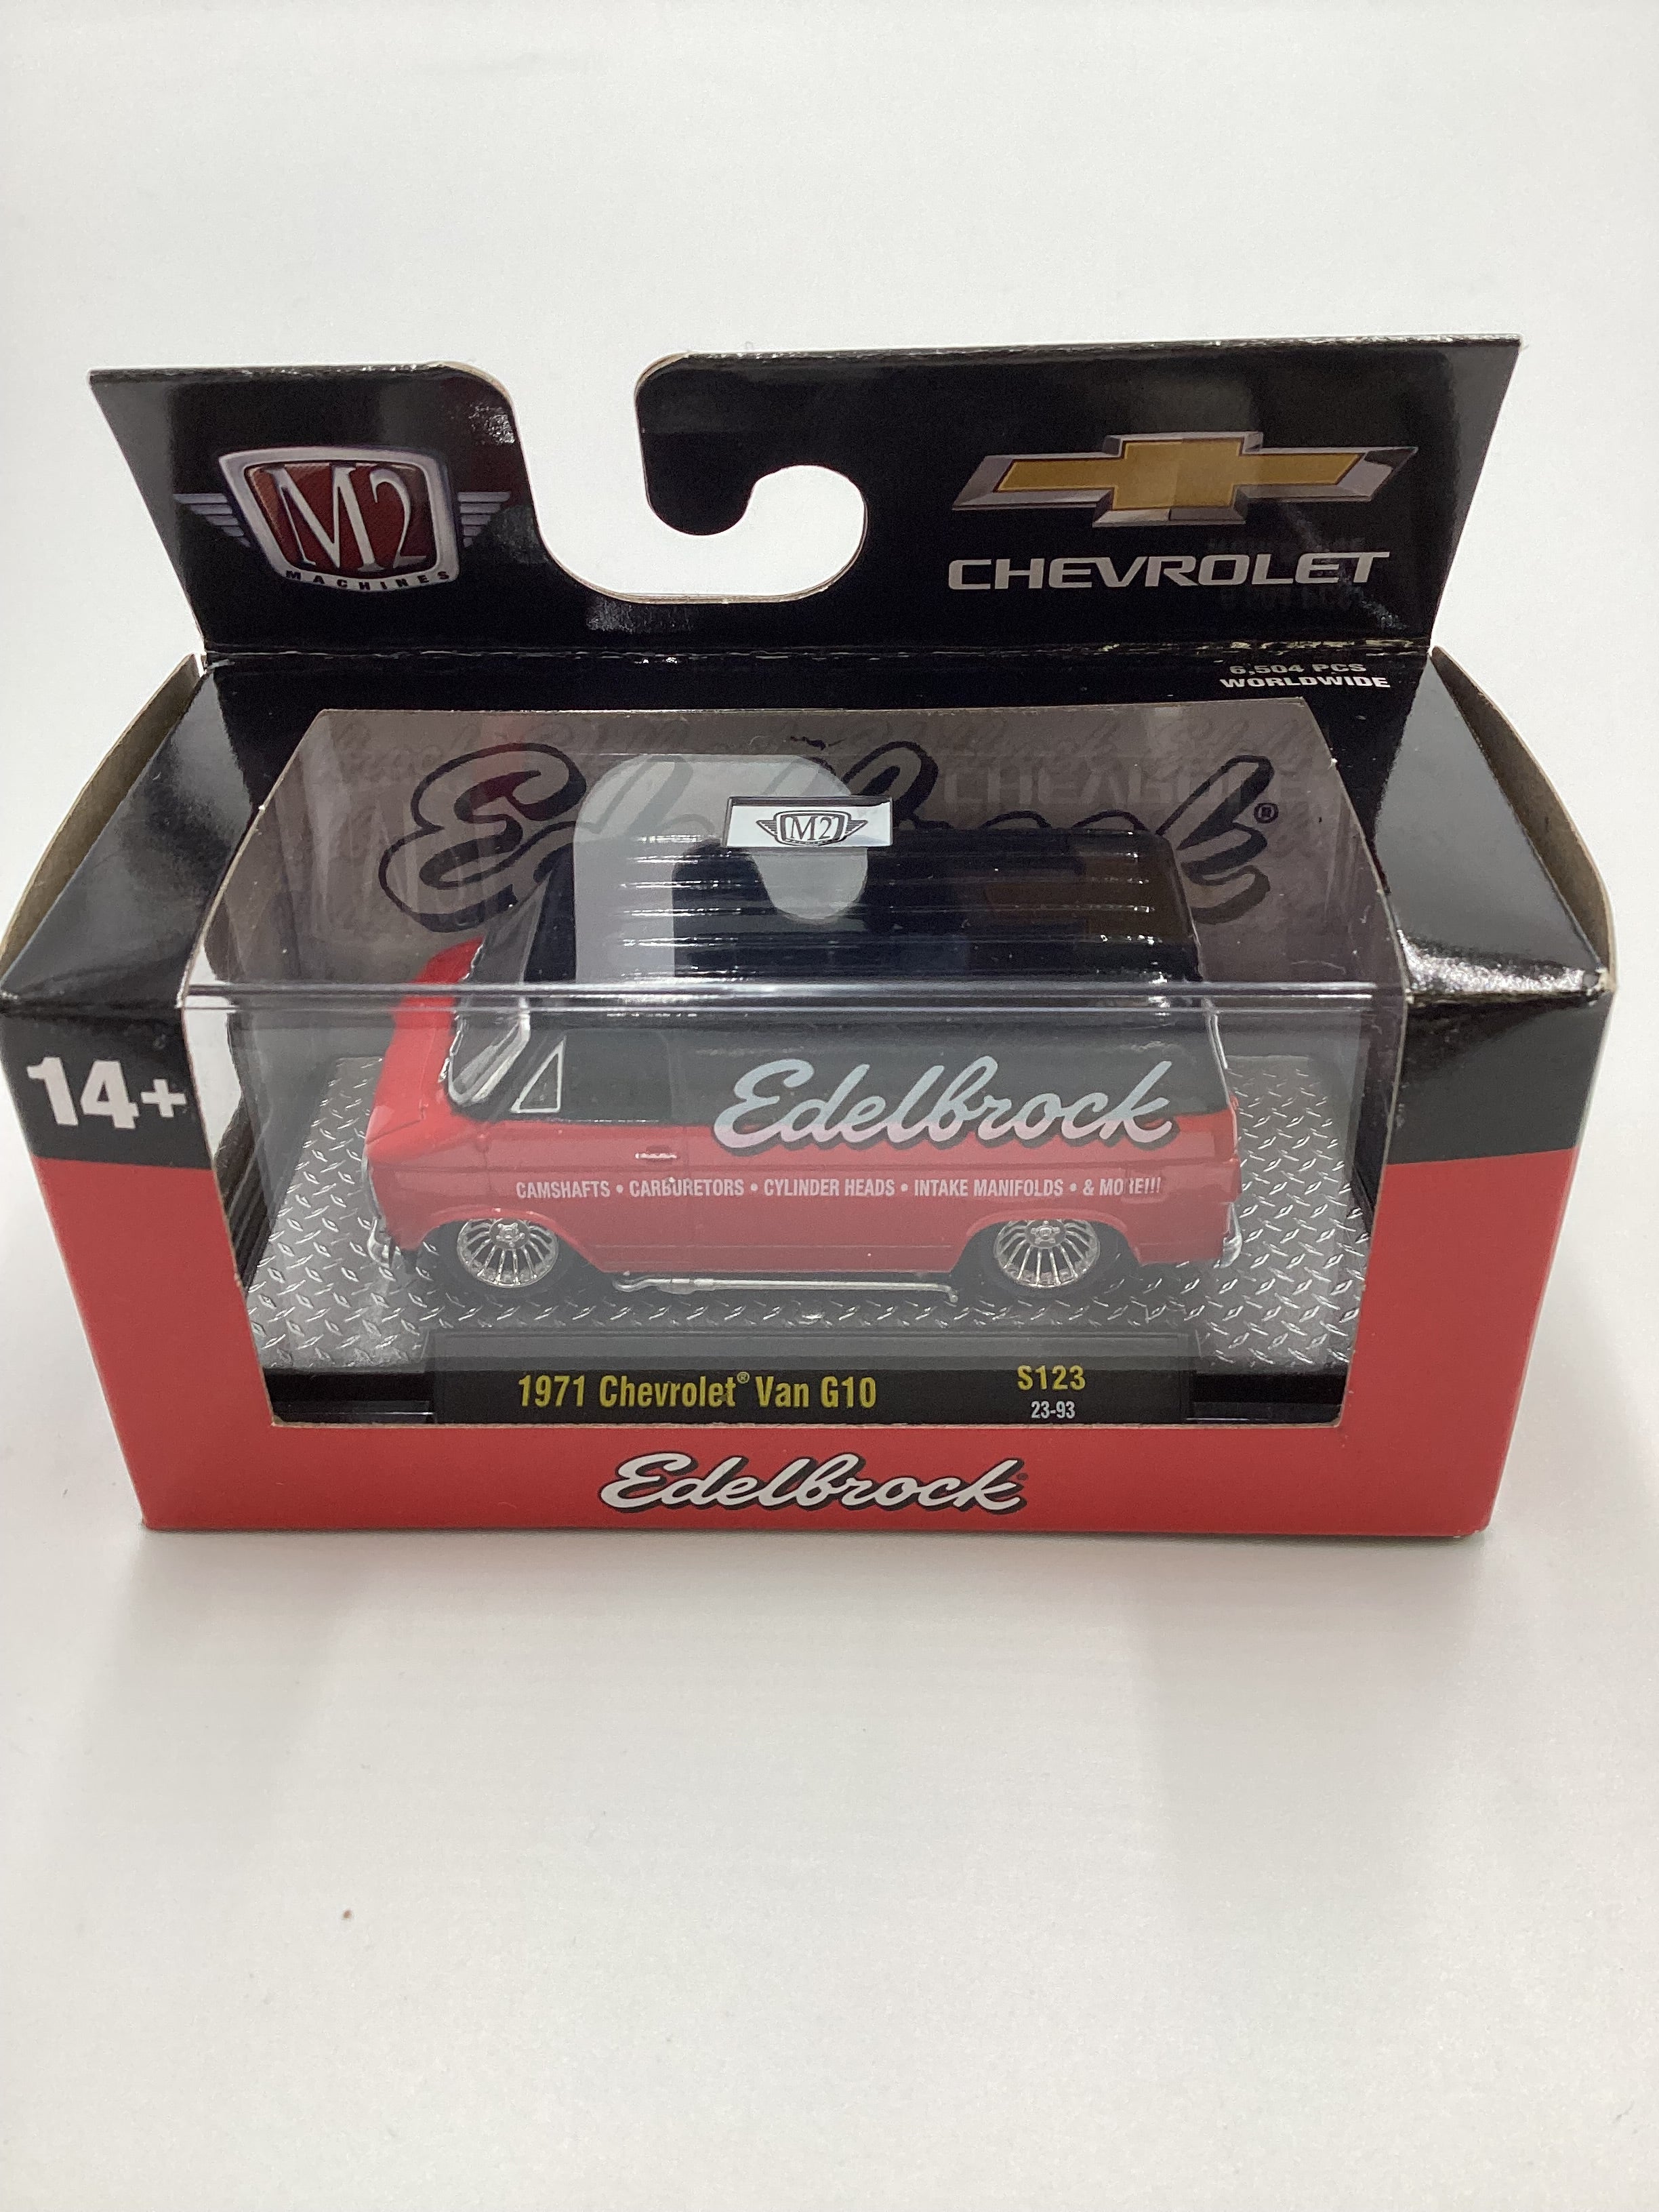 M2
MACHINES
CHEVROLET
6,504 PCS
WORLDWIDE
Edelbrock®
M2
14+
Edelbrock
CAMSHAFTS • CARBURETORS • CYLINDER HEADS • INTAKE MANIFOLDS • & MORE!!!
1971 Chevrolet® Van G10
S123
23-93
Edelbrock